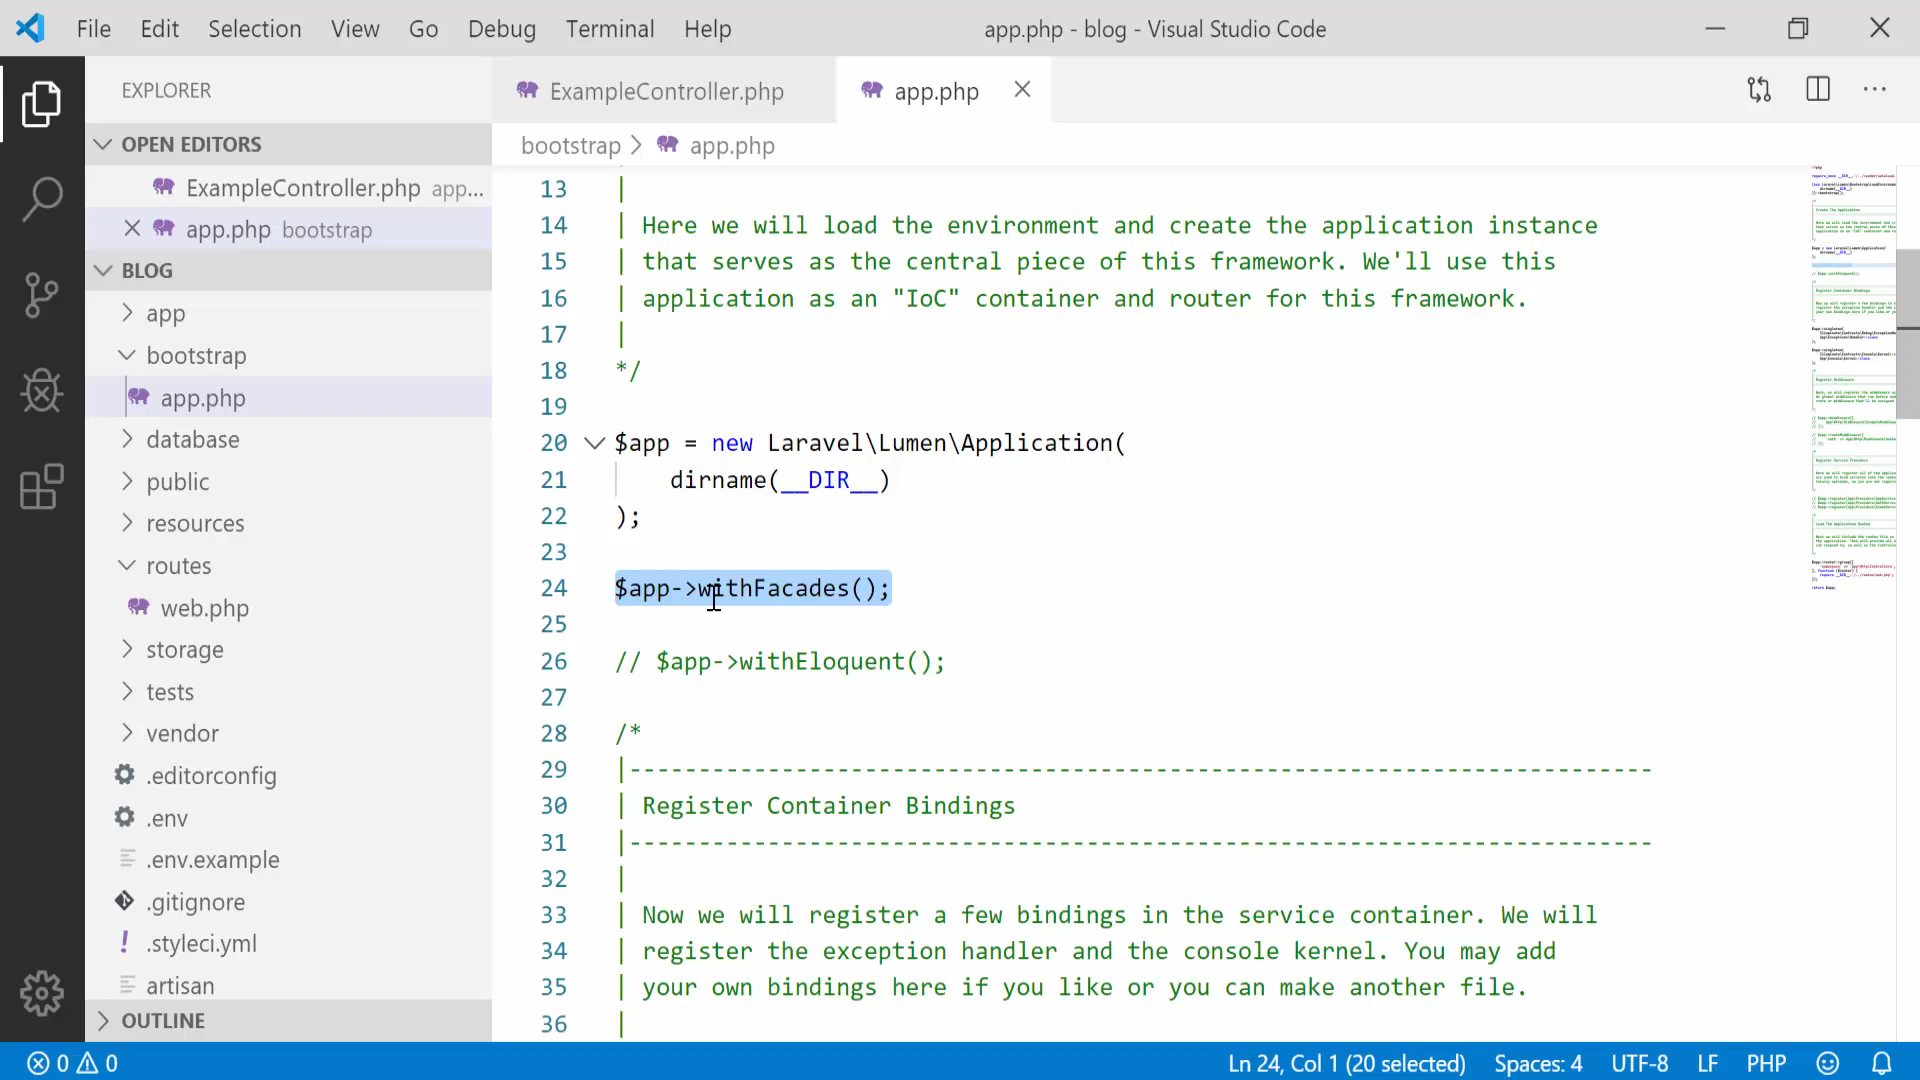 File Edit Selection View Go Debug Terminal Help
app.php - blog - Visual Studio Code
EXPLORER
OPEN EDITORS
ExampleController.php app...
app.php bootstrap
BLOG
app
bootstrap
app.php
database
public
resources
routes
web.php
storage
tests
vendor
.editorconfig
.env
.env.example
.gitignore
.styleci.yml
artisan
OUTLINE
ExampleController.php
app.php
bootstrap > app.php
13 |
14 | Here we will load the environment and create the application instance
15 | that serves as the central piece of this framework. We'll use this
16 | application as an "IoC" container and router for this framework.
17 |
18 */
19
20 $app = new Laravel\Lumen\Application(
21 dirname(__DIR__)
22 );
23
24 $app->withFacades();
25
26 // $app->withEloquent();
27
28 /*
29 |--------------------------------------------------------------------------
30 | Register Container Bindings
31 |--------------------------------------------------------------------------
32 |
33 | Now we will register a few bindings in the service container. We will
34 | register the exception handler and the console kernel. You may add
35 | your own bindings here if you like or you can make another file.
36 |
0 0
Ln 24, Col 1 (20 selected) Spaces: 4 UTF-8 LF PHP